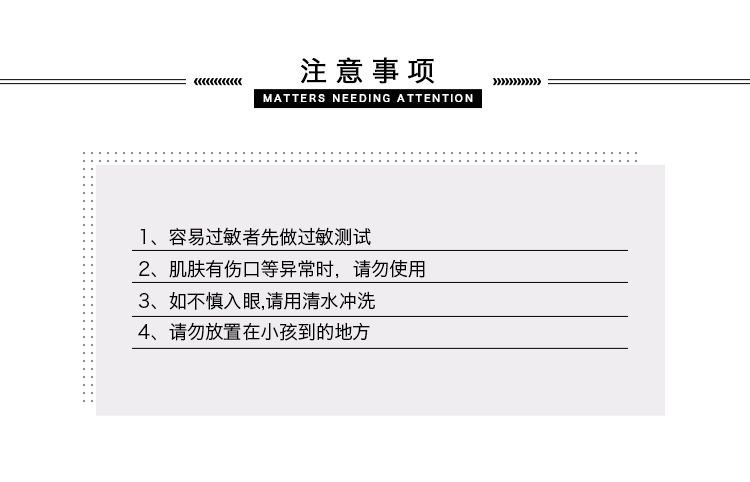 注意事项
MATTERS NEEDING ATTENTION
1、容易过敏者先做过敏测试
2、肌肤有伤口等异常时，请勿使用
3、如不慎入眼,请用清水冲洗
4、请勿放置在小孩到的地方